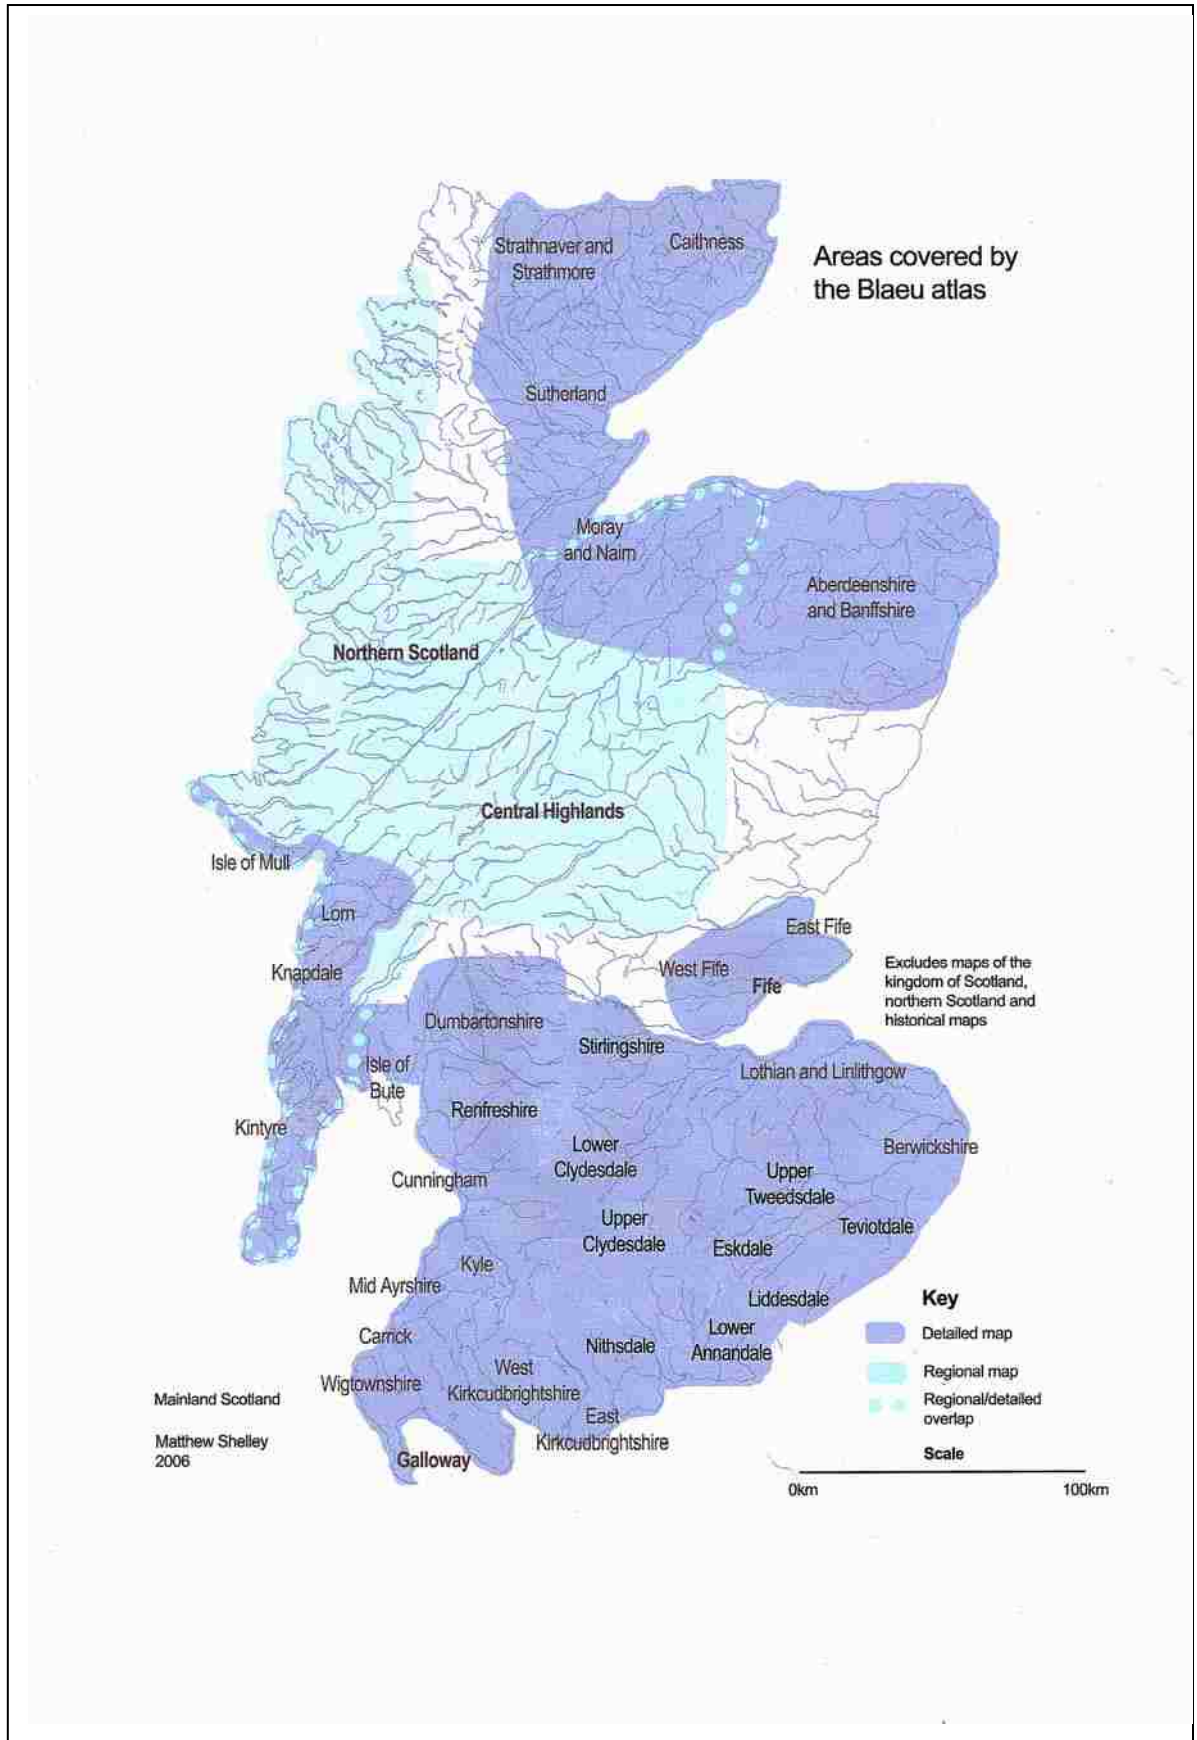 Strathnaver and
Strathmore
Caithness
Areas covered by
the Blaeu atlas
Sutherland
Moray
and Nairn
Aberdeenshire
and Banffshire
Northern Scotland
Central Highlands
Isle of Mull
Lorn
East Fife
West Fife
Fife
Knapdale
Excludes maps of the
kingdom of Scotland,
northern Scotland and
historical maps
Dumbartonshire
Stirlingshire
Isle of
Bute
Lothian and Linlithgow
Renfreshire
Kintyre
Lower
Clydesdale
Berwickshire
Cunningham
Upper
Tweedsdale
Upper
Clydesdale
Teviotdale
Eskdale
Kyle
Mid Ayrshire
Liddesdale
Carrick
Nithsdale
Lower
Annandale
Wigtownshire
West
Kirkcudbrightshire
East
Kirkcudbrightshire
Galloway
Key
Detailed map
Regional map
Regional/detailed
overlap
Scale
0km
100km
Mainland Scotland
Matthew Shelley
2006